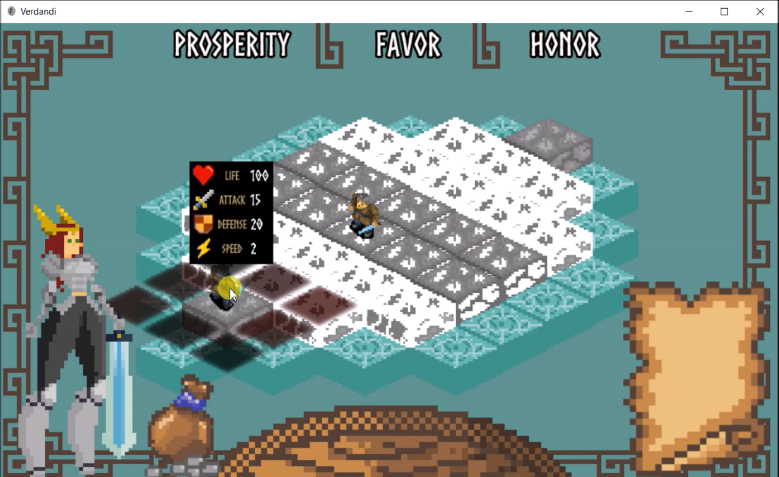 Verdandi
PROSPERITY FAVOR HONOR
LIFE 100
ATTACK 15
DEFENSE 20
SPEED 2